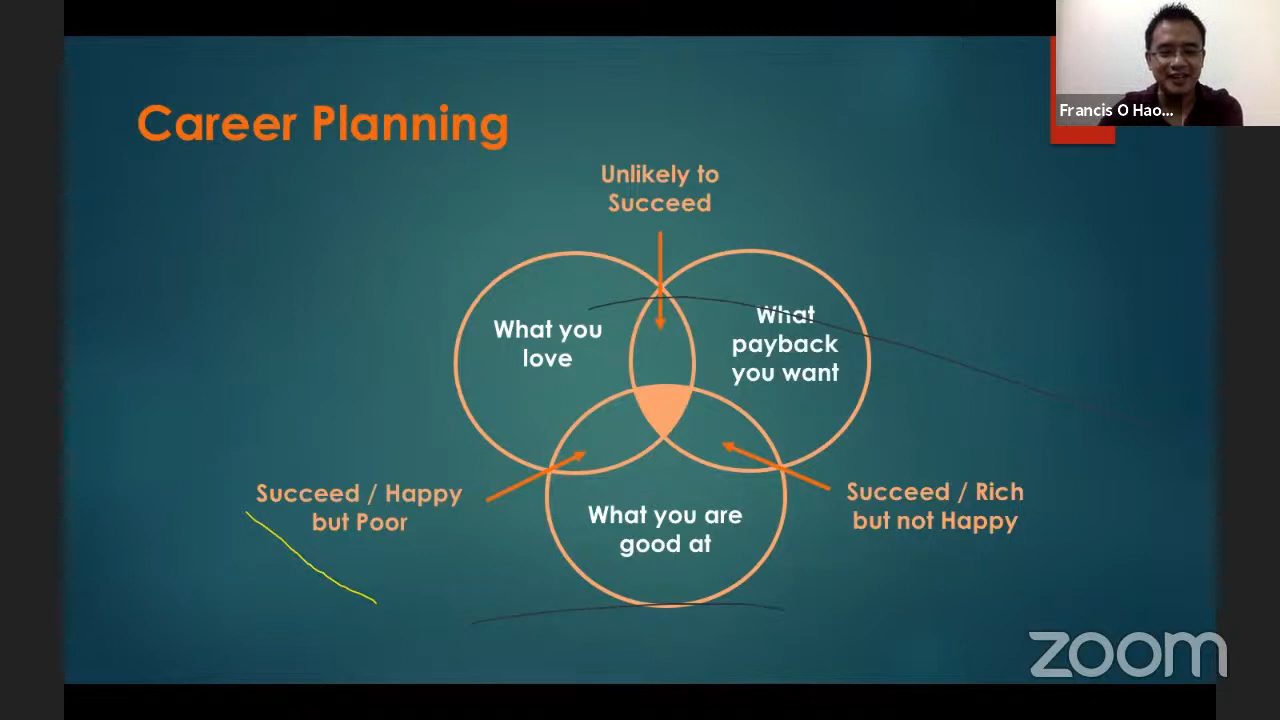 Career Planning
Francis O Hao...
Unlikely to
Succeed
What you
love
What
payback
you want
Succeed / Happy
but Poor
What you are
good at
Succeed / Rich
but not Happy
zoom